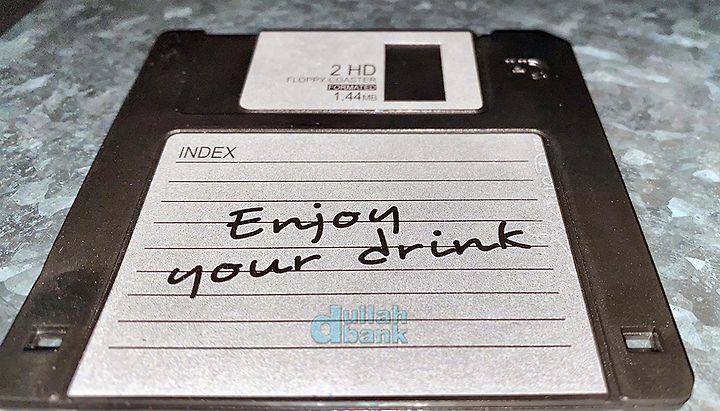 2 HD
FLOPPY COASTER
FORMATED
1.44MB
INDEX
Enjoy
your drink
dullah
bank